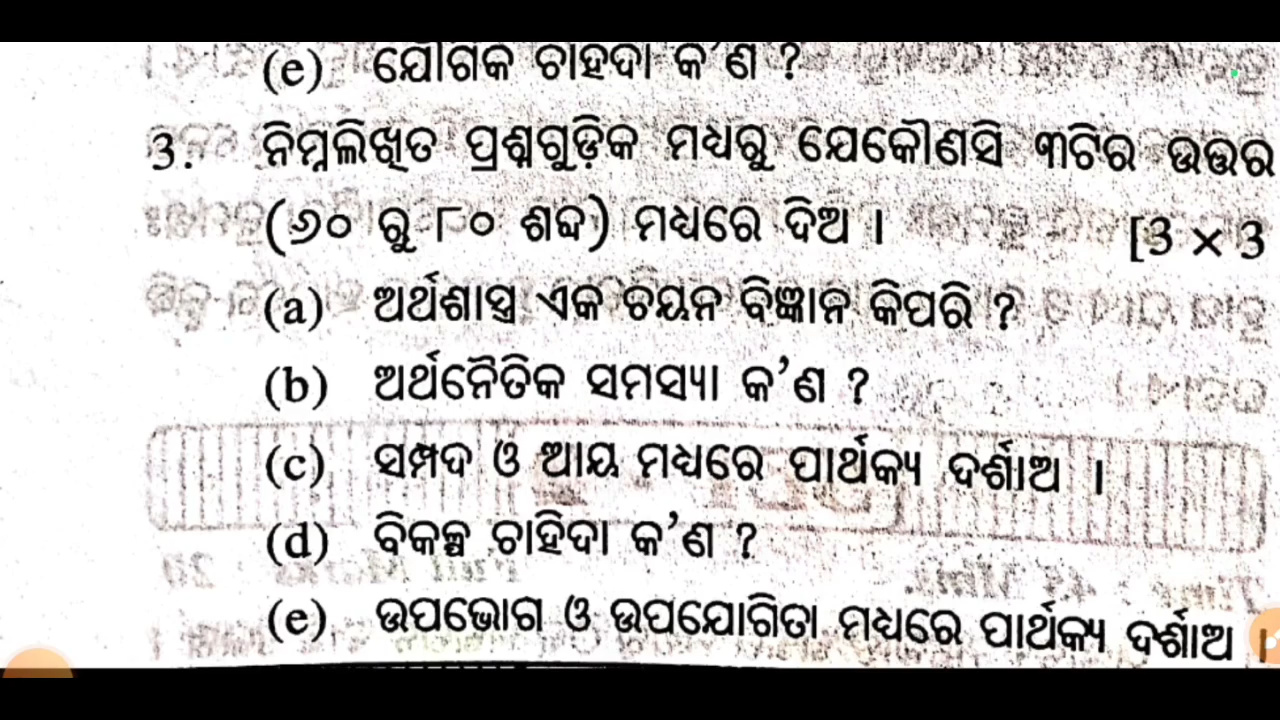 (e) ଯୌଗିକ ଚାହିଦା କ'ଣ ?
3. ନିମ୍ନଲିଖିତ ପ୍ରଶ୍ନଗୁଡ଼ିକ ମଧ୍ୟରୁ ଯେକୌଣସି ୩ଟିର ଉତ୍ତର
(୬୦ ରୁ ୮୦ ଶବ୍ଦ) ମଧ୍ୟରେ ଦିଅ । [3 × 3
(a) ଅର୍ଥଶାସ୍ତ୍ର ଏକ ଚୟନ ବିଜ୍ଞାନ କିପରି ?
(b) ଅର୍ଥନୈତିକ ସମସ୍ୟା କ'ଣ ?
(c) ସମ୍ପଦ ଓ ଆୟ ମଧ୍ୟରେ ପାର୍ଥକ୍ୟ ଦର୍ଶାଅ ।
(d) ବିକଳ୍ପ ଚାହିଦା କ'ଣ ?
(e) ଉପଭୋଗ ଓ ଉପଯୋଗିତା ମଧ୍ୟରେ ପାର୍ଥକ୍ୟ ଦର୍ଶାଅ ।